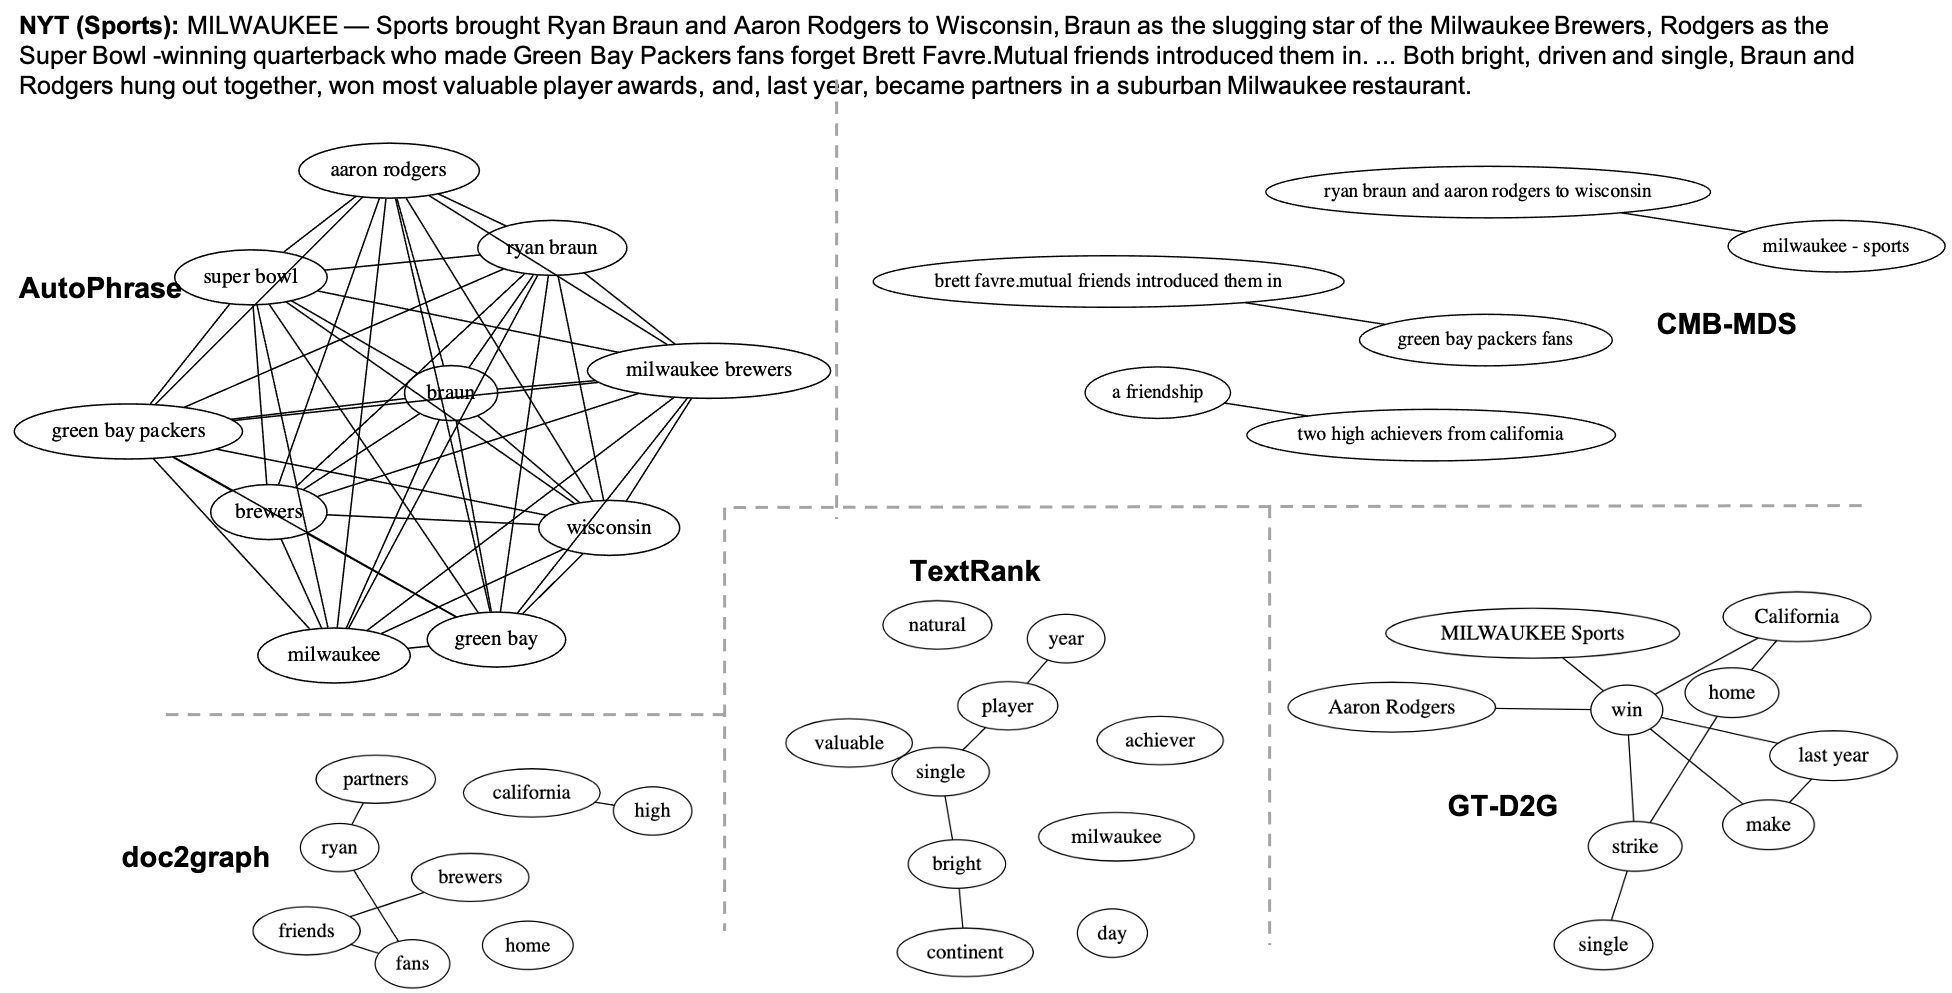 NYT (Sports): MILWAUKEE — Sports brought Ryan Braun and Aaron Rodgers to Wisconsin, Braun as the slugging star of the Milwaukee Brewers, Rodgers as the
Super Bowl -winning quarterback who made Green Bay Packers fans forget Brett Favre.Mutual friends introduced them in. ... Both bright, driven and single, Braun and
Rodgers hung out together, won most valuable player awards, and, last year, became partners in a suburban Milwaukee restaurant.
AutoPhrase
aaron rodgers
ryan braun
super bowl
milwaukee brewers
braun
green bay packers
brewers
wisconsin
green bay
milwaukee
CMB-MDS
ryan braun and aaron rodgers to wisconsin
milwaukee - sports
brett favre.mutual friends introduced them in
green bay packers fans
a friendship
two high achievers from california
doc2graph
partners
california
high
ryan
brewers
friends
home
fans
TextRank
natural
year
player
valuable
achiever
single
milwaukee
bright
day
continent
GT-D2G
California
MILWAUKEE Sports
home
Aaron Rodgers
win
last year
make
strike
single